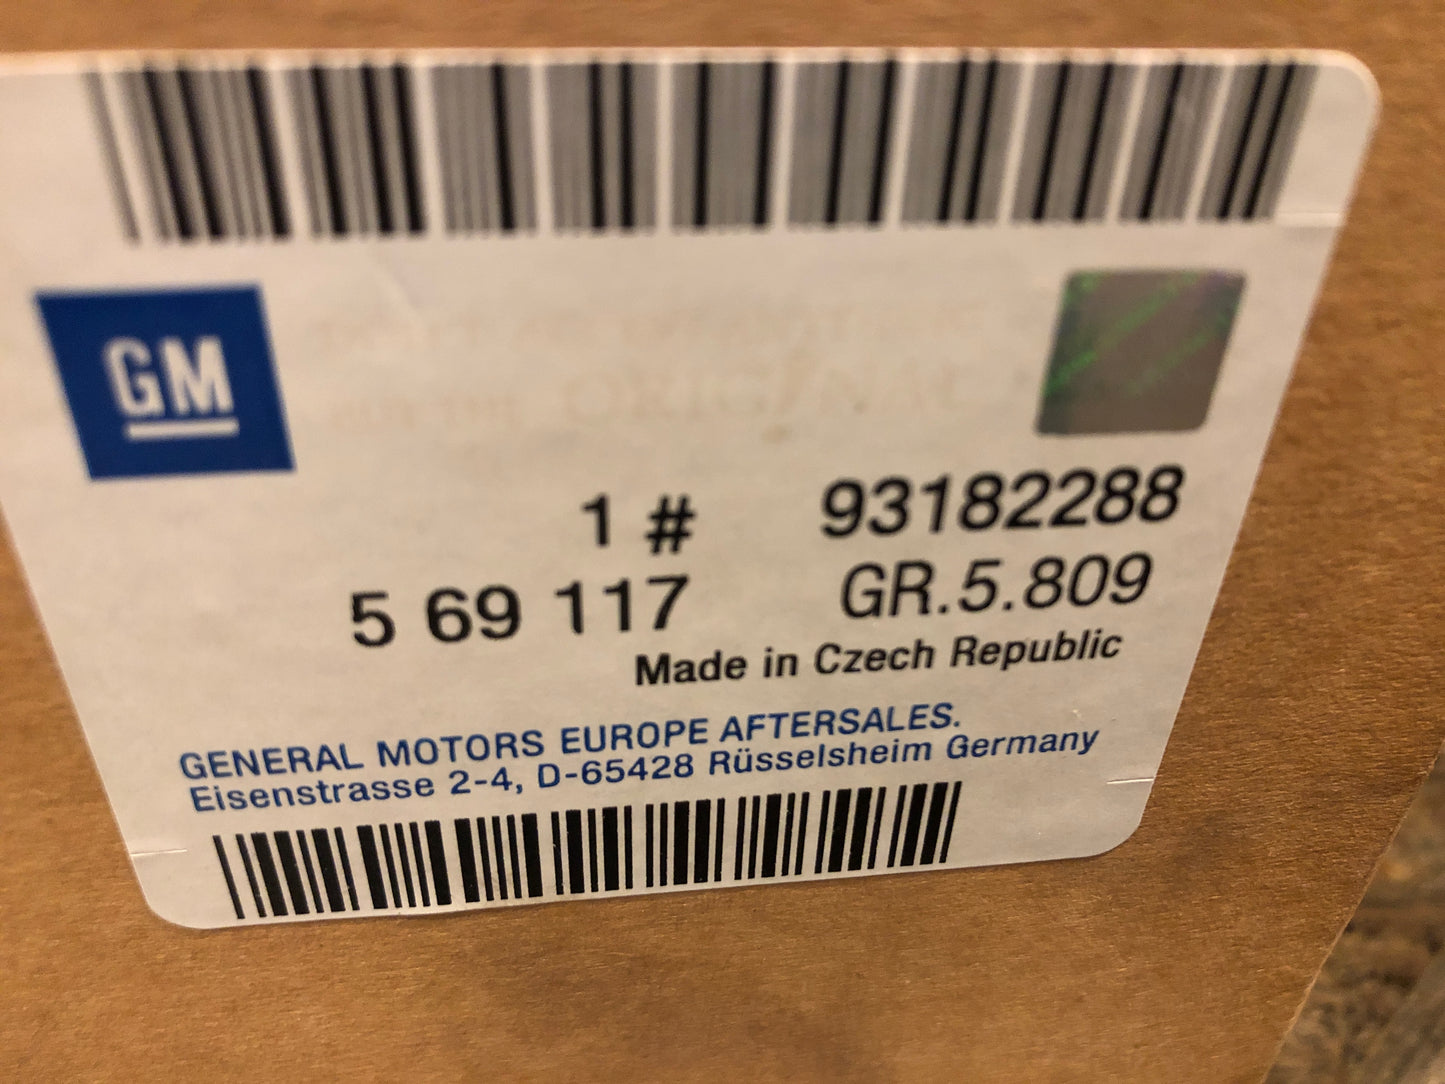 GM
1 # 93182288
5 69 117 GR.5.809
Made in Czech Republic
GENERAL MOTORS EUROPE AFTERSALES.
Eisenstrasse 2-4, D-65428 Rüsselsheim Germany